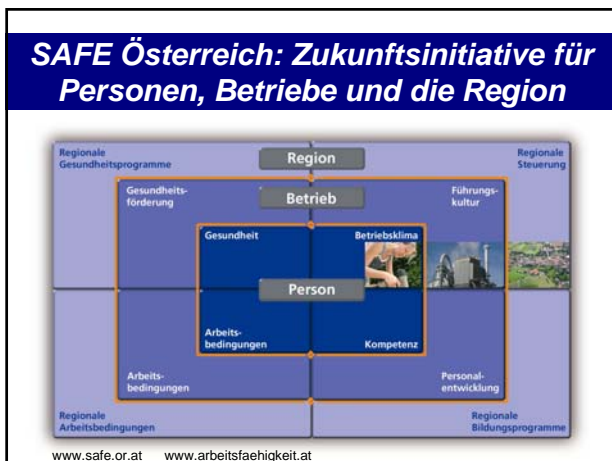 SAFE Österreich: Zukunftsinitiative für
Personen, Betriebe und die Region
Regionale
Gesundheitsprogramme
Region
Regionale
Steuerung
Gesundheits-
förderung
Betrieb
Führungs-
kultur
Gesundheit
Betriebsklima
Person
Arbeits-
bedingungen
Kompetenz
Arbeits-
bedingungen
Personal-
entwicklung
Regionale
Arbeitsbedingungen
Regionale
Bildungsprogramme
www.safe.or.at www.arbeitsfaehigkeit.at